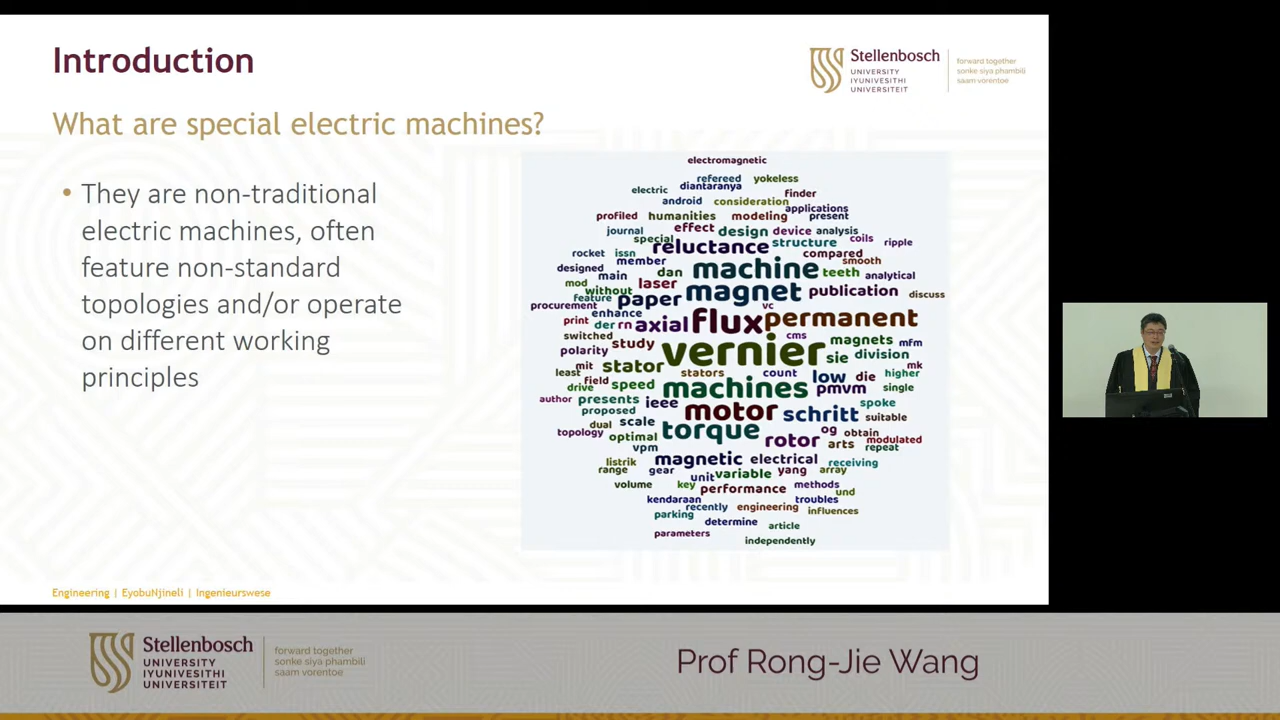 Introduction
Stellenbosch
UNIVERSITY
IYUNIVESITHI
UNIVERSITEIT
forward together
sonke siya phambili
saam vorentoe
What are special electric machines?
• They are non-traditional
electric machines, often
feature non-standard
topologies and/or operate
on different working
principles
electromagnetic
refereed yokeless
electric diantaranya finder
android consideration applications
profiled humanities modeling present
journal effect design device analysis
special reluctance structure coils ripple
rocket issn member compared smooth
designed main dan machine teeth analytical
mod without laser magnet publication discuss
feature paper vc
procurement enhance flux permanent
print der rn axial cms magnets mfm
switched study vernier sie division
polarity mit stator stators count low die mk higher
least field speed machines pmvm single
drive
author presents ieee motor schritt spoke
proposed scale suitable
dual topology optimal torque rotor og obtain
vpm arts modulated repeat
listrik magnetic electrical receiving
range gear unit variable yang array
volume key performance methods und
kendaraan recently engineering troubles
parking influences
determine article
parameters independently
Engineering | EyobuNjineli | Ingenieurswese
Stellenbosch
UNIVERSITY
IYUNIVESITHI
UNIVERSITEIT
forward together
sonke siya phambili
saam vorentoe
Prof Rong-Jie Wang